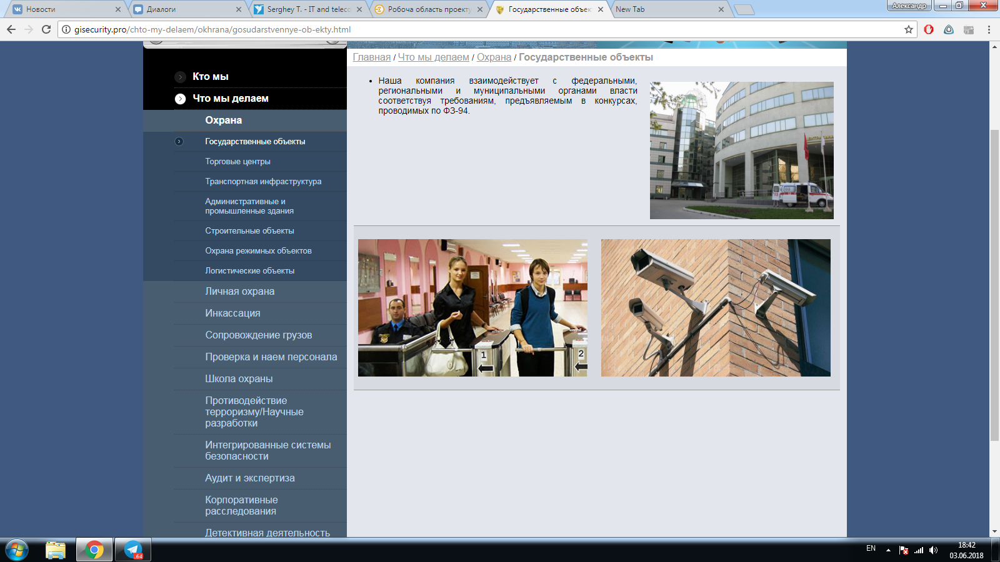 Новости
Диалоги
Serghey T. - IT and teleco
Робоча область проекту
Государственные объек
New Tab
Александр
gisecurity.pro/chto-my-delaem/okhrana/gosudarstvennye-ob-ekty.html
Главная / Что мы делаем / Охрана / Государственные объекты
Кто мы
Что мы делаем
Охрана
Государственные объекты
Торговые центры
Транспортная инфраструктура
Административные и
промышленные здания
Строительные объекты
Охрана режимных объектов
Логистические объекты
Личная охрана
Инкассация
Сопровождение грузов
Проверка и наем персонала
Школа охраны
Противодействие
терроризму/Научные
разработки
Интегрированные системы
безопасности
Аудит и экспертиза
Корпоративные
расследования
Детективная деятельность
Наша компания взаимодействует с федеральными,
региональными и муниципальными органами власти
соответствуя требованиям, предъявляемым в конкурсах,
проводимых по ФЗ-94.
1
2
.64
EN
18:42
03.06.2018